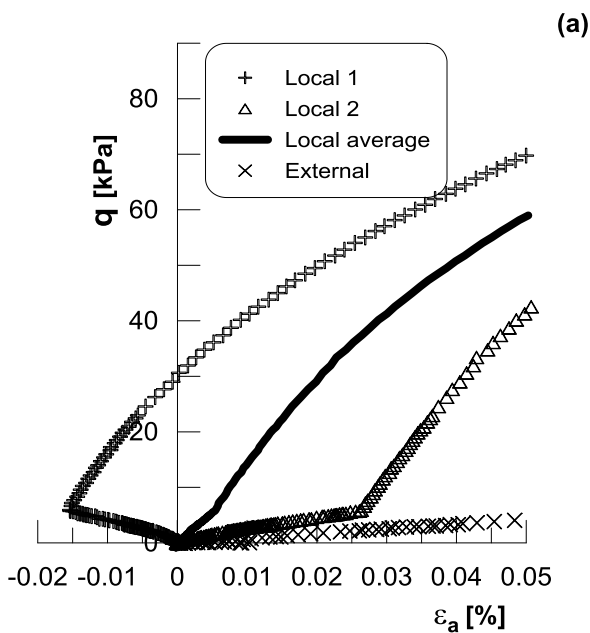 (a)
Local 1
Local 2
Local average
External
q [kPa]
80
60
40
20
0
-0.02 -0.01 0 0.01 0.02 0.03 0.04 0.05
εa [%]